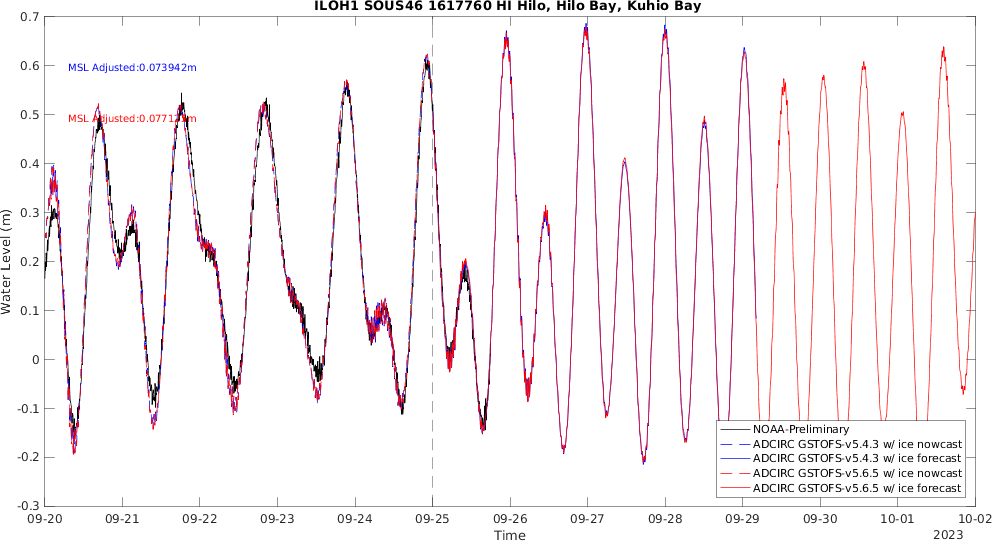 ILOH1 SOUS46 1617760 HI Hilo, Hilo Bay, Kuhio Bay
0.7
0.6
0.5
0.4
0.3
0.2
0.1
0
-0.1
-0.2
-0.3
Water Level (m)
MSL Adjusted:0.073942m
MSL
NOAA-Preliminary
ADCIRC GSTOFS-v5.4.3 w/ ice nowcast
ADCIRC GSTOFS-v5.4.3 w/ ice forecast
ADCIRC GSTOFS-v5.6.5 w/ ice nowcast
ADCIRC GSTOFS-v5.6.5 w/ ice forecast
09-20 09-21 09-22 09-23 09-24 09-25 09-26 09-27 09-28 09-29 09-30 10-01 10-02
Time
2023